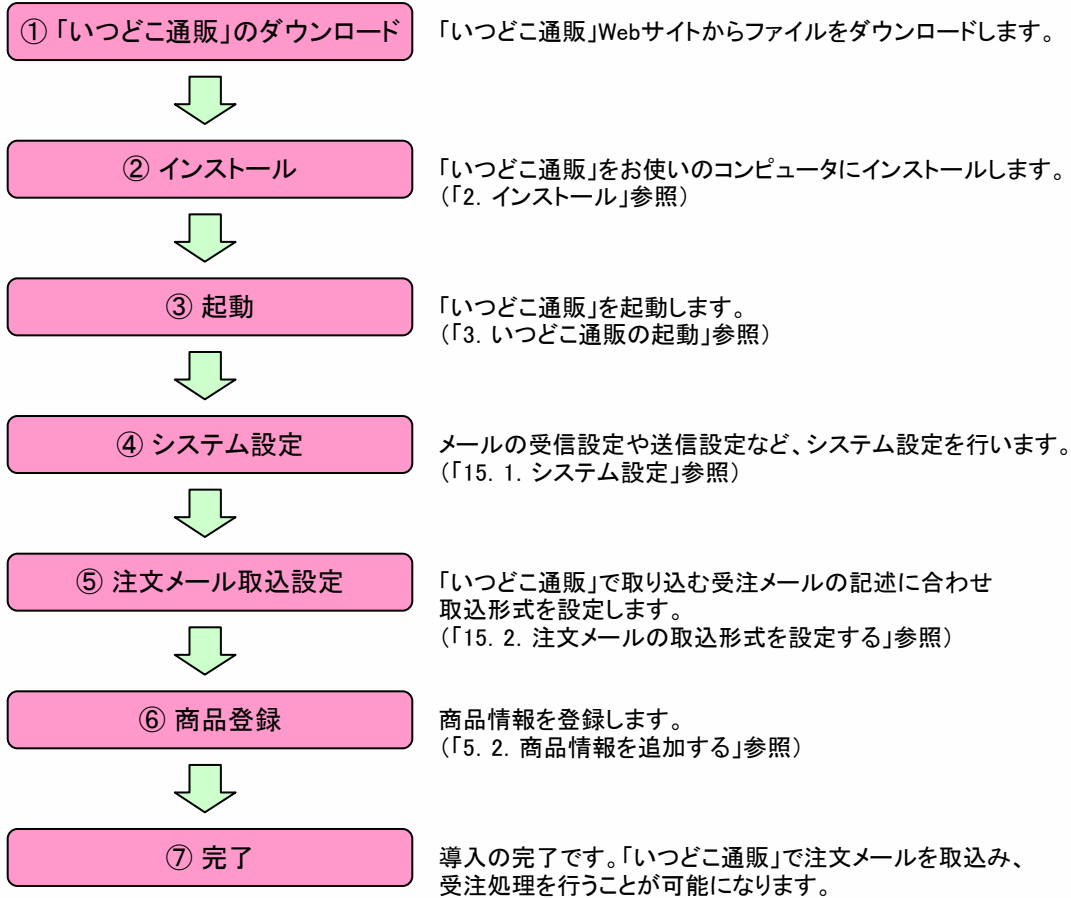 ①「いつどこ通販」のダウンロード
「いつどこ通販」Webサイトからファイルをダウンロードします。
② インストール
「いつどこ通販」をお使いのコンピュータにインストールします。
（「2．インストール」参照）
③ 起動
「いつどこ通販」を起動します。
（「3．いつどこ通販の起動」参照）
④ システム設定
メールの受信設定や送信設定など、システム設定を行います。
（「15．1．システム設定」参照）
⑤ 注文メール取込設定
「いつどこ通販」で取り込む受注メールの記述に合わせ
取込形式を設定します。
（「15．2．注文メールの取込形式を設定する」参照）
⑥ 商品登録
商品情報を登録します。
（「5．2．商品情報を追加する」参照）
⑦ 完了
導入の完了です。「いつどこ通販」で注文メールを取込み、
受注処理を行うことが可能になります。